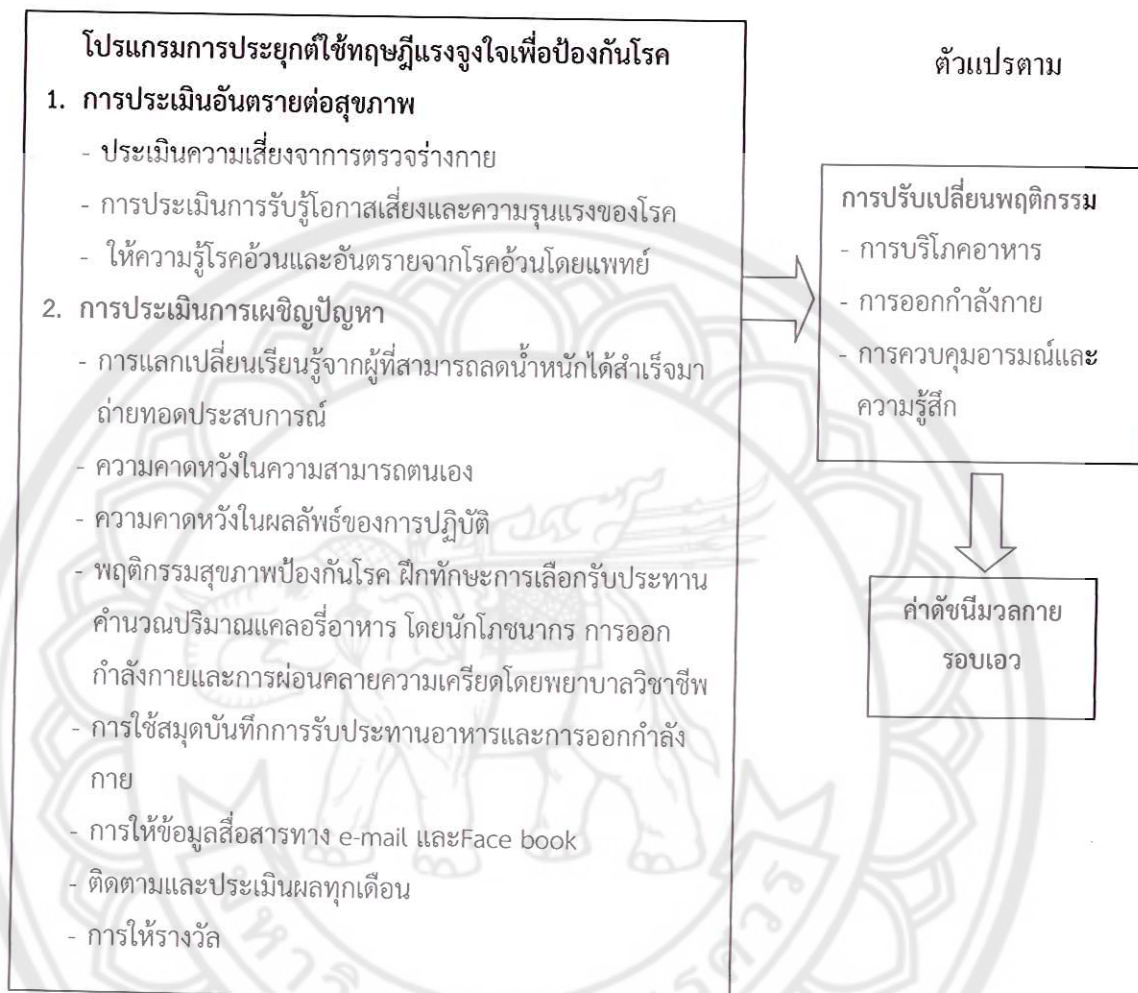 โปรแกรมการประยุกต์ใช้ทฤษฎีแรงจูงใจเพื่อป้องกันโรค
1. การประเมินอันตรายต่อสุขภาพ
- ประเมินความเสี่ยงจาการตรวจร่างกาย
- การประเมินการรับรู้โอกาสเสี่ยงและความรุนแรงของโรค
- ให้ความรู้โรคอ้วนและอันตรายจากโรคอ้วนโดยแพทย์
2. การประเมินการเผชิญปัญหา
- การแลกเปลี่ยนเรียนรู้จากผู้ที่สามารถลดน้ำหนักได้สำเร็จมา
ถ่ายทอดประสบการณ์
- ความคาดหวังในความสามารถตนเอง
- ความคาดหวังในผลลัพธ์ของการปฏิบัติ
- พฤติกรรมสุขภาพป้องกันโรค ฝึกทักษะการเลือกรับประทาน
คำนวณปริมาณแคลอรี่อาหาร โดยนักโภชนากร การออก
กำลังกายและการผ่อนคลายความเครียดโดยพยาบาลวิชาชีพ
- การใช้สมุดบันทึกการรับประทานอาหารและการออกกำลัง
กาย
- การให้ข้อมูลสื่อสารทาง e-mail และFace book
- ติดตามและประเมินผลทุกเดือน
- การให้รางวัล
ตัวแปรตาม
การปรับเปลี่ยนพฤติกรรม
- การบริโภคอาหาร
- การออกกำลังกาย
- การควบคุมอารมณ์และ
ความรู้สึก
ค่าดัชนีมวลกาย
รอบเอว